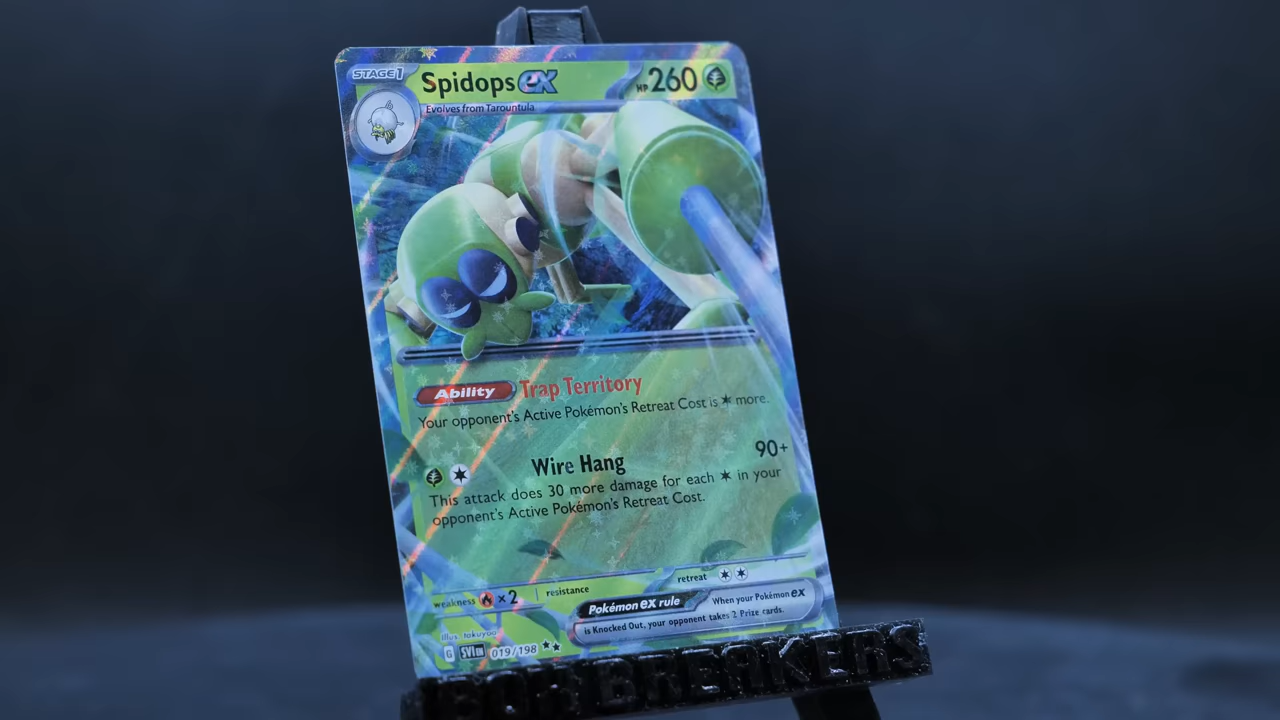 STAGE 1 Spidops ex HP 260
Evolves from Tarountula
Ability Trap Territory
Your opponent's Active Pokémon's Retreat Cost is more.
Wire Hang 90+
This attack does 30 more damage for each in your
opponent's Active Pokémon's Retreat Cost.
weakness ×2 resistance retreat
Pokémon ex rule When your Pokémon ex
is Knocked Out, your opponent takes 2 Prize cards.
illus. takuyoa
G SVI EN 019/198
BREAKERS